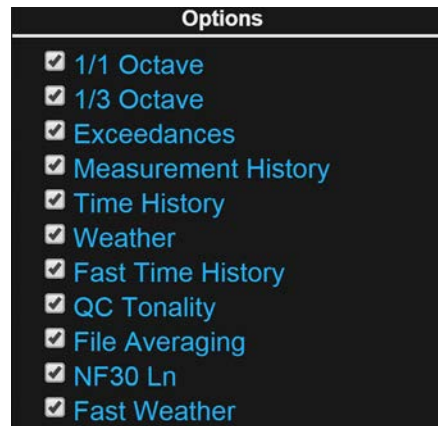 Options
1/1 Octave
1/3 Octave
Exceedances
Measurement History
Time History
Weather
Fast Time History
QC Tonality
File Averaging
NF30 Ln
Fast Weather